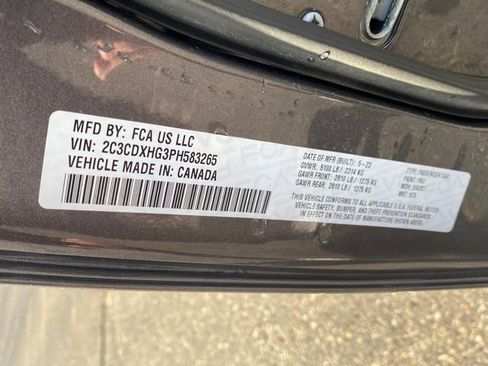 MFD BY: FCA US LLC
VIN: 2C3CDXHG3PH583265
VEHICLE MADE IN: CANADA
DATE OF MFR (BUILT): 5-23
GVWR: 5100 LB / 2314 KG
GAWR FRONT: 2810 LB / 1275 KG
GAWR REAR: 2810 LB / 1275 KG
THIS VEHICLE CONFORMS TO ALL APPLICABLE U.S.A. FEDERAL MOTOR
VEHICLE SAFETY, BUMPER, AND THEFT PREVENTION STANDARDS
IN EFFECT ON THE DATE OF MANUFACTURE SHOWN ABOVE.
TYPE: PASSENGER CAR
PAINT:
MDH: